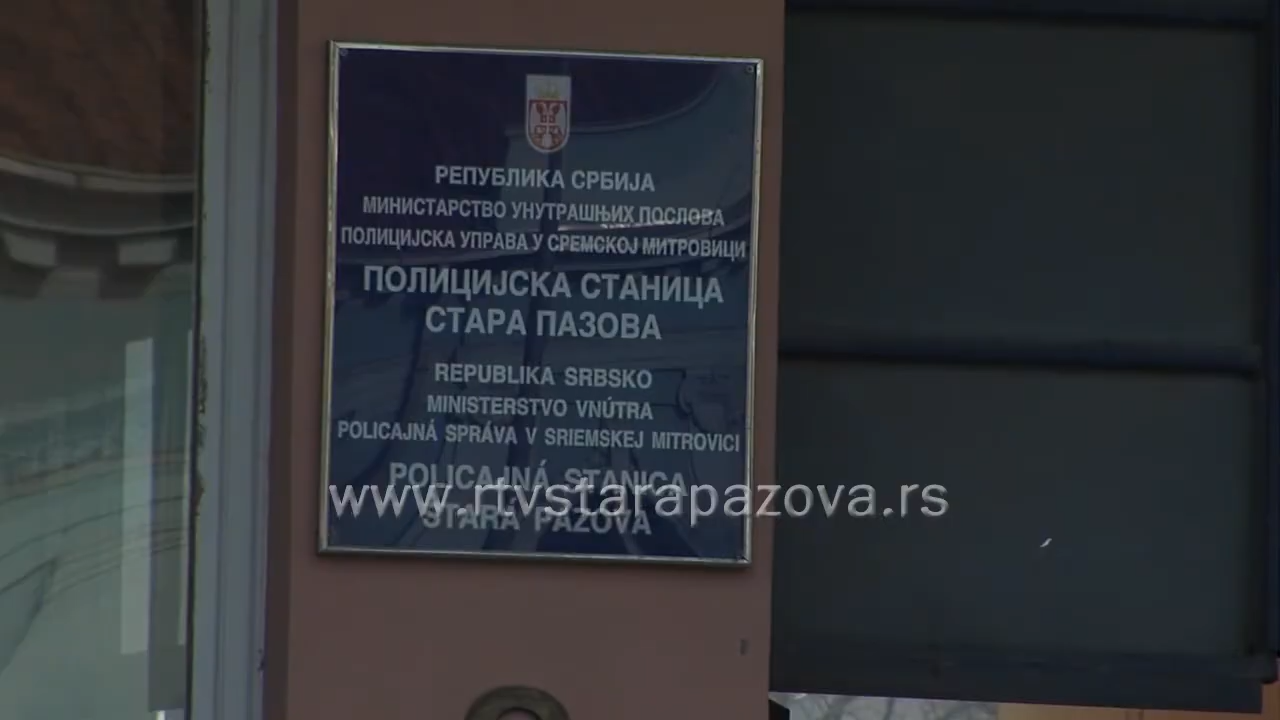 РЕПУБЛИКА СРБИЈА
МИНИСТАРСТВО УНУТРАШЊИХ ПОСЛОВА
ПОЛИЦИЈСКА УПРАВА У СРЕМСКОЈ МИТРОВИЦИ
ПОЛИЦИЈСКА СТАНИЦА
СТАРА ПАЗОВА
REPUBLIKA SRBSKO
MINISTERSTVO VNÚTRA
POLICAJNÁ SPRÁVA V SRIEMSKEJ MITROVICI
POLICAJNÁ STANICA
www.rtvstarapazova.rs
STARÁ PAZOVA